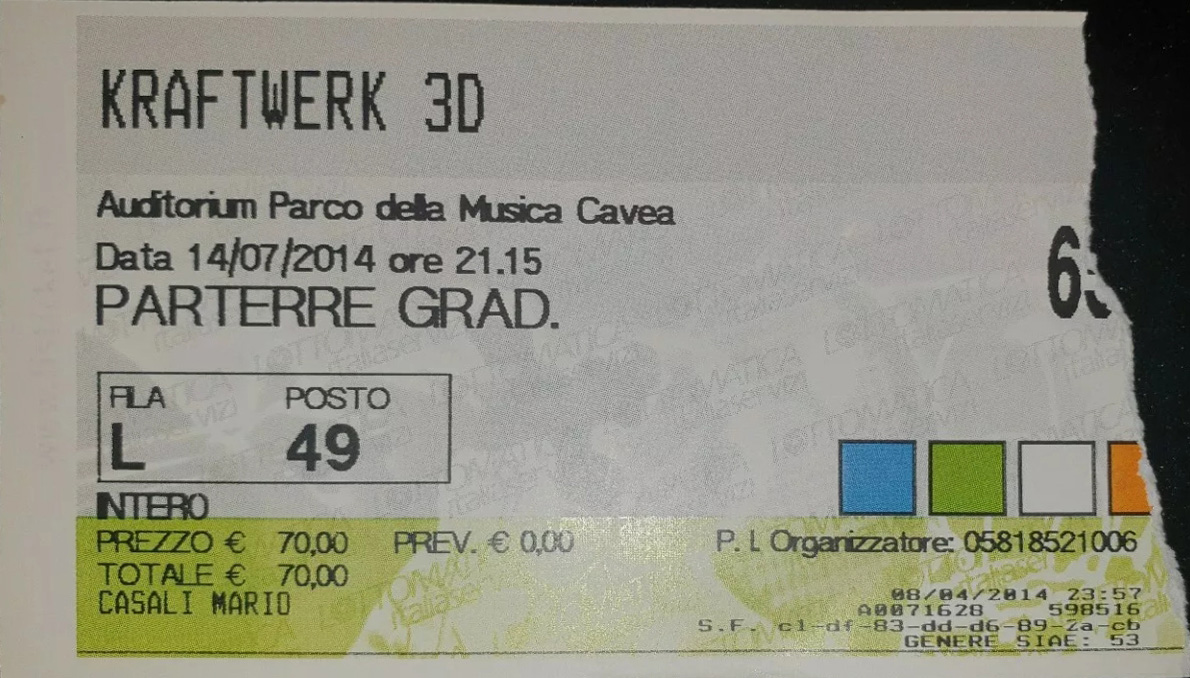 KRAFTWERK 3D
Auditorium Parco della Musica Cavea
Data 14/07/2014 ore 21.15
PARTERRE GRAD.
FILA POSTO
L 49
INTERO
PREZZO € 70,00 PREV. € 0,00
P. I. Organizzatore: 05818521006
TOTALE € 70,00
CASALI MARIO
08/04/2014 23:57
A0071628 598516
S.F. c1-df-83-dd-d6-89-2a-cb
GENERE SIAE: 53
LOTTOMATICA
italiaservizi